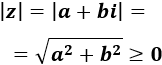 |z| = |a + bi| =
= √(a² + b²) ≥ 0